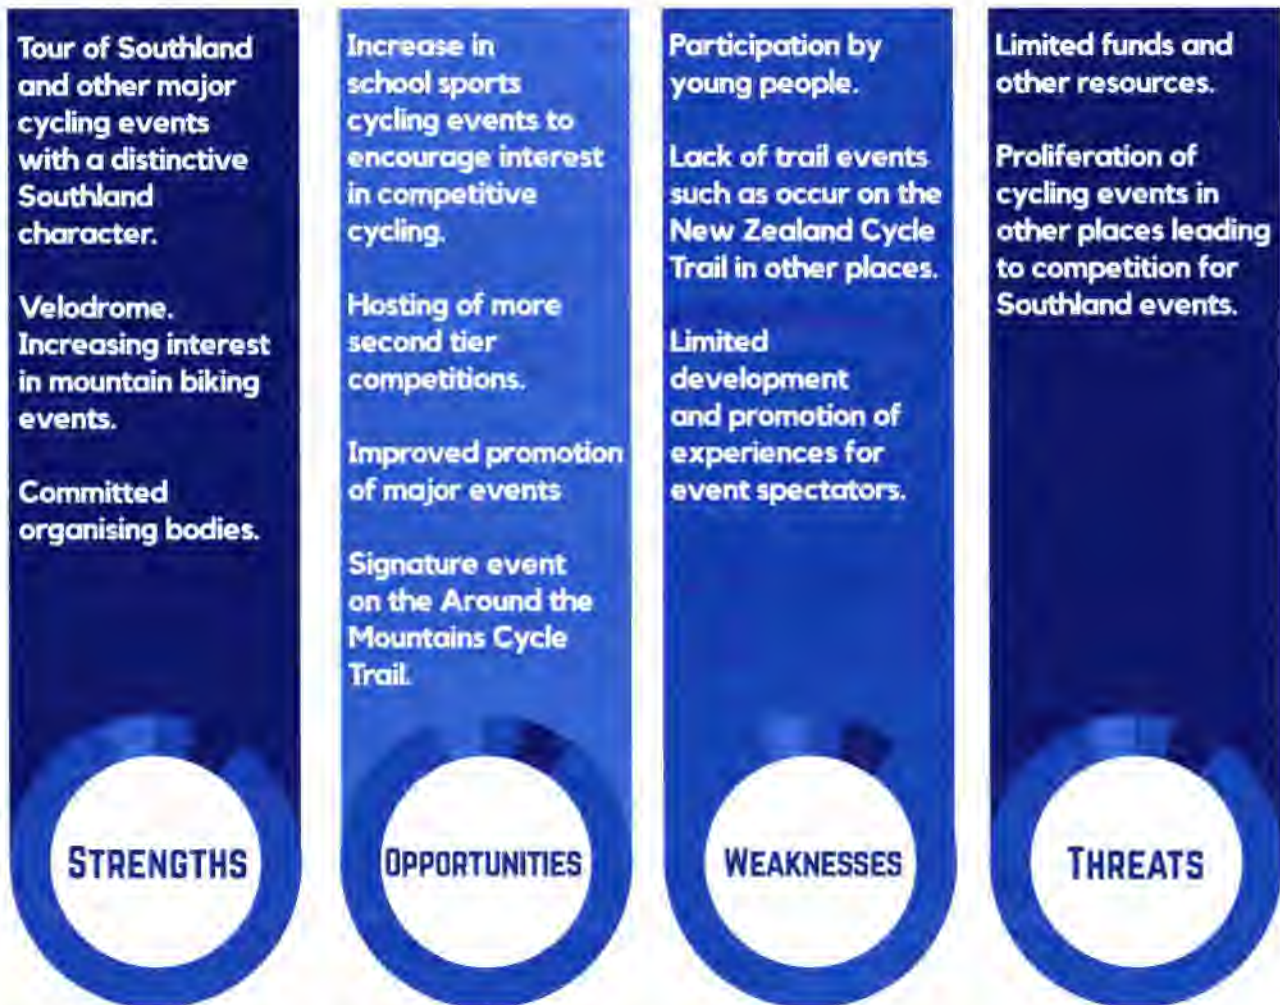 Tour of Southland
and other major
cycling events
with a distinctive
Southland
character.
Velodrome.
Increasing interest
in mountain biking
events.
Committed
organising bodies.
STRENGTHS
Increase in
school sports
cycling events to
encourage interest
in competitive
cycling.
Hosting of more
second tier
competitions.
Improved promotion
of major events
Signature event
on the Around the
Mountains Cycle
Trail.
OPPORTUNITIES
Participation by
young people.
Lack of trail events
such as occur on the
New Zealand Cycle
Trail in other places.
Limited
development
and promotion of
experiences for
event spectators.
WEAKNESSES
Limited funds and
other resources.
Proliferation of
cycling events in
other places leading
to competition for
Southland events.
THREATS